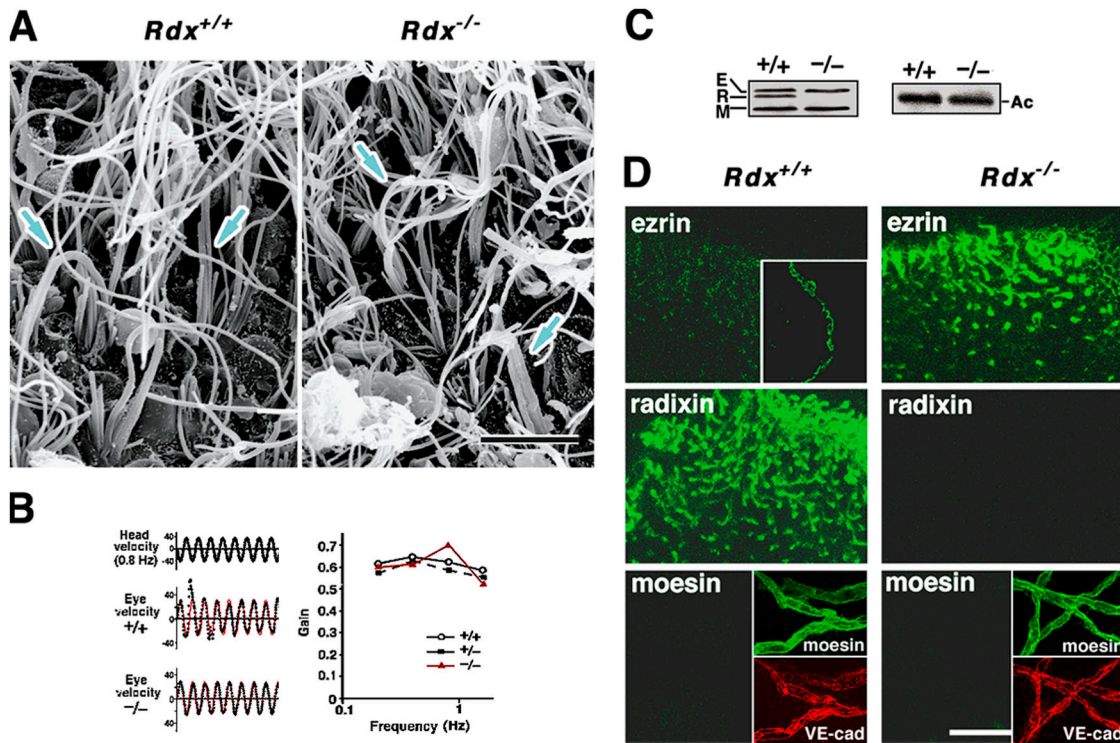 A
Rdx+/+
Rdx-/-
B
Head velocity (0.8 Hz)
40
0
-40
Eye velocity +/+
40
0
-40
Eye velocity −/−
40
0
-40
Gain
0.7
0.6
0.5
0.4
0.3
0.2
0.1
0
+/+
+/−
−/−
0.1
1
Frequency (Hz)
C
+/+ −/−
E
R
M
+/+ −/−
-Ac
D
Rdx+/+
Rdx-/-
ezrin
ezrin
radixin
radixin
moesin
moesin
VE-cad
moesin
moesin
VE-cad